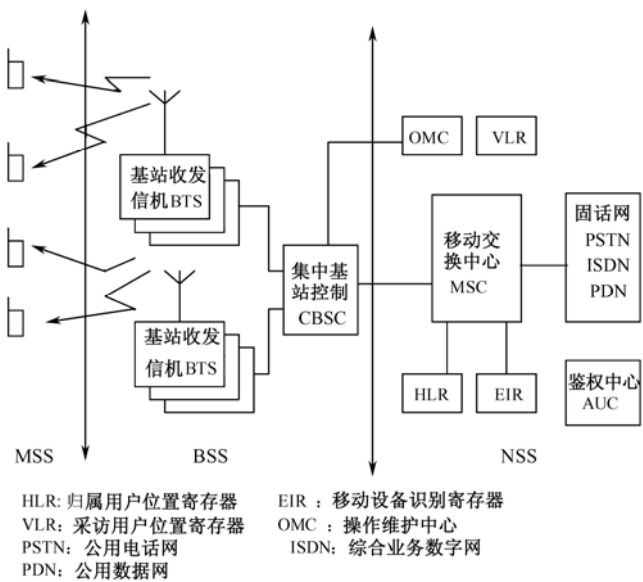 OMC
VLR
基站收发
信机BTS
移动交
换中心
MSC
固话网
PSTN
ISDN
PDN
集中基
站控制
CBSC
基站收发
信机BTS
HLR
EIR
鉴权中心
AUC
MSS
BSS
NSS
HLR: 归属用户位置寄存器
EIR ：移动设备识别寄存器
VLR：采访用户位置寄存器
OMC ：操作维护中心
PSTN：公用电话网
ISDN：综合业务数字网
PDN：公用数据网